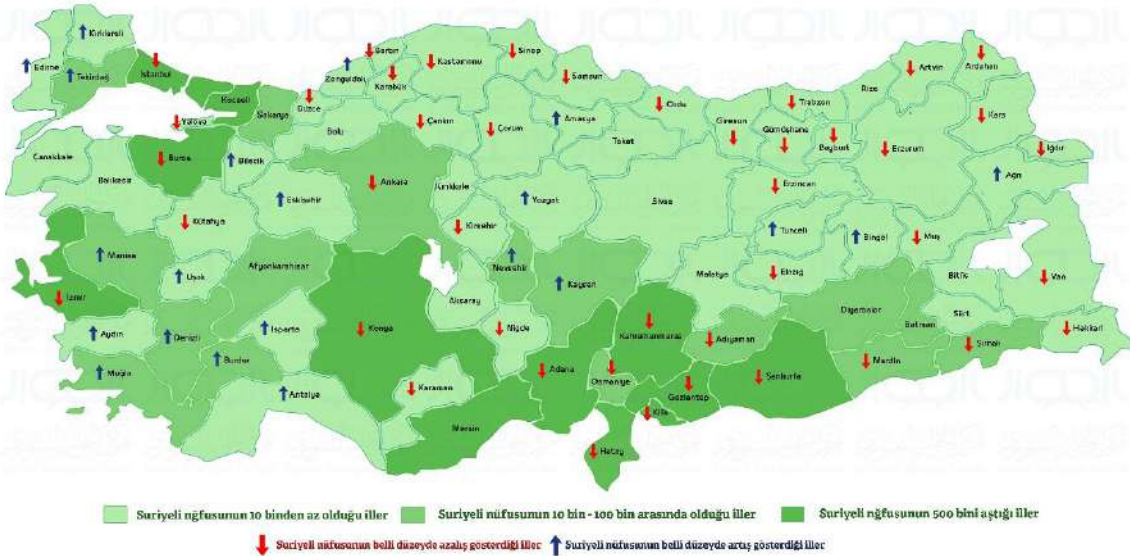 Kırklareli
Edirne
Tekirdağ
İstanbul
Kocaeli
Yalova
Sakarya
Düzce
Zonguldak
Bartın
Karabük
Kastamonu
Sinop
Samsun
Ordu
Giresun
Trabzon
Gümüşhane
Bayburt
Rize
Artvin
Ardahan
Kars
Iğdır
Çanakkale
Balıkesir
Bursa
Bilecik
Bolu
Çankırı
Çorum
Amasya
Tokat
Erzurum
Ağrı
Kütahya
Eskişehir
Ankara
Kırıkkale
Yozgat
Sivas
Erzincan
Tunceli
Bingöl
Muş
Manisa
Uşak
Afyonkarahisar
Kırşehir
Nevşehir
Kayseri
Malatya
Elazığ
Bitlis
Van
İzmir
Aydın
Denizli
Isparta
Konya
Aksaray
Niğde
Kahramanmaraş
Adıyaman
Diyarbakır
Batman
Siirt
Hakkari
Muğla
Burdur
Antalya
Karaman
Mersin
Adana
Osmaniye
Gaziantep
Kilis
Şanlıurfa
Mardin
Şırnak
Hatay
Suriyeli nğfusunun 10 binden az olduğu iller
Suriyeli nüfusunun 10 bin - 100 bin arasında olduğu iller
Suriyeli nğfusunun 500 bini aştığı iller
Suriyeli nüfusunun belli düzeyde azalış gösterdiği iller
Suriyeli nüfusunun belli düzeyde artış gösterdiği iller